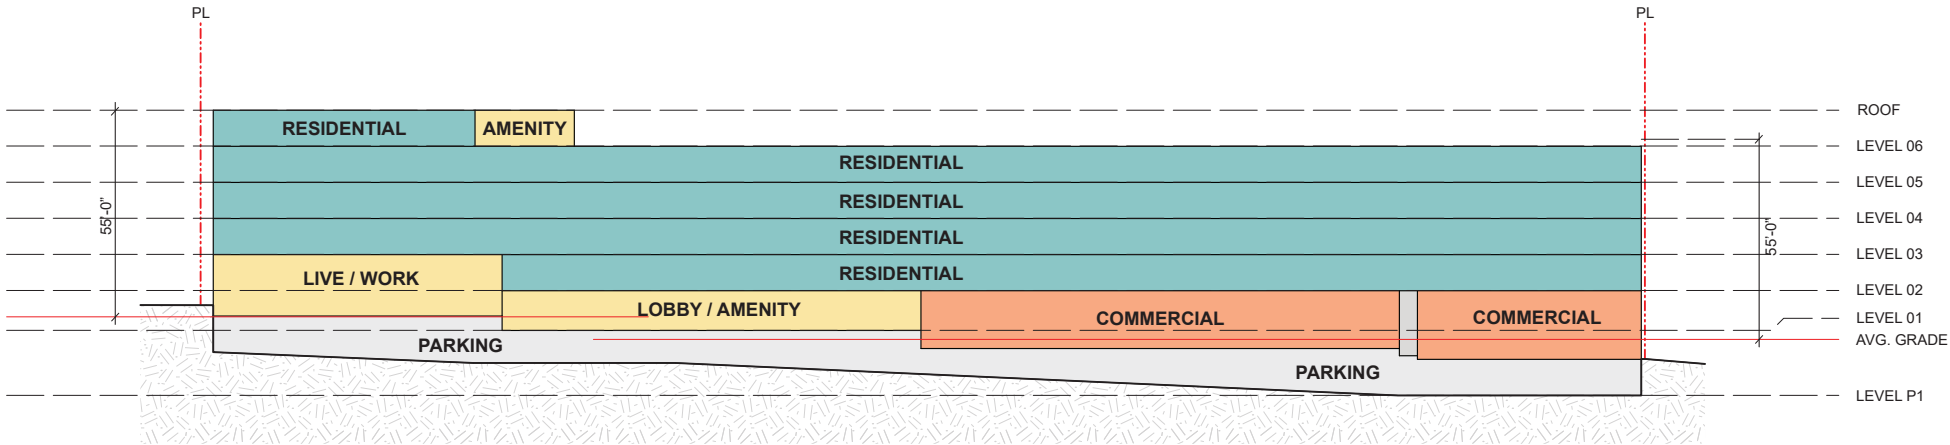 PL
PL
ROOF
RESIDENTIAL
AMENITY
LEVEL 06
RESIDENTIAL
LEVEL 05
RESIDENTIAL
55'-0"
LEVEL 04
RESIDENTIAL
55'-0"
LEVEL 03
LIVE / WORK
RESIDENTIAL
LEVEL 02
LOBBY / AMENITY
COMMERCIAL
COMMERCIAL
LEVEL 01
PARKING
AVG. GRADE
PARKING
LEVEL P1